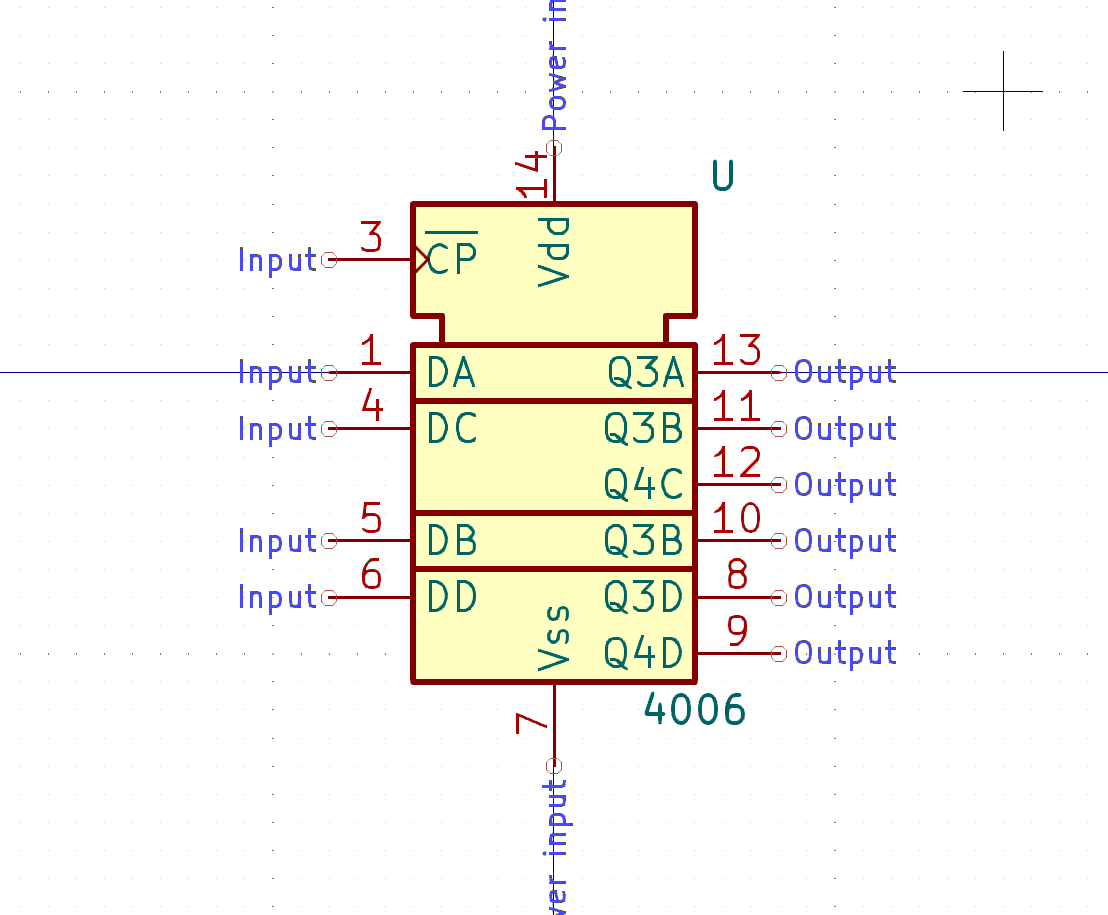 Power in
14
U
Input 3 CP Vdd
Input 1 DA Q3A 13 Output
Input 4 DC Q3B 11 Output
Q4C 12 Output
Input 5 DB Q3B 10 Output
Input 6 DD Q3D 8 Output
Vss Q4D 9 Output
4006
7
wer input